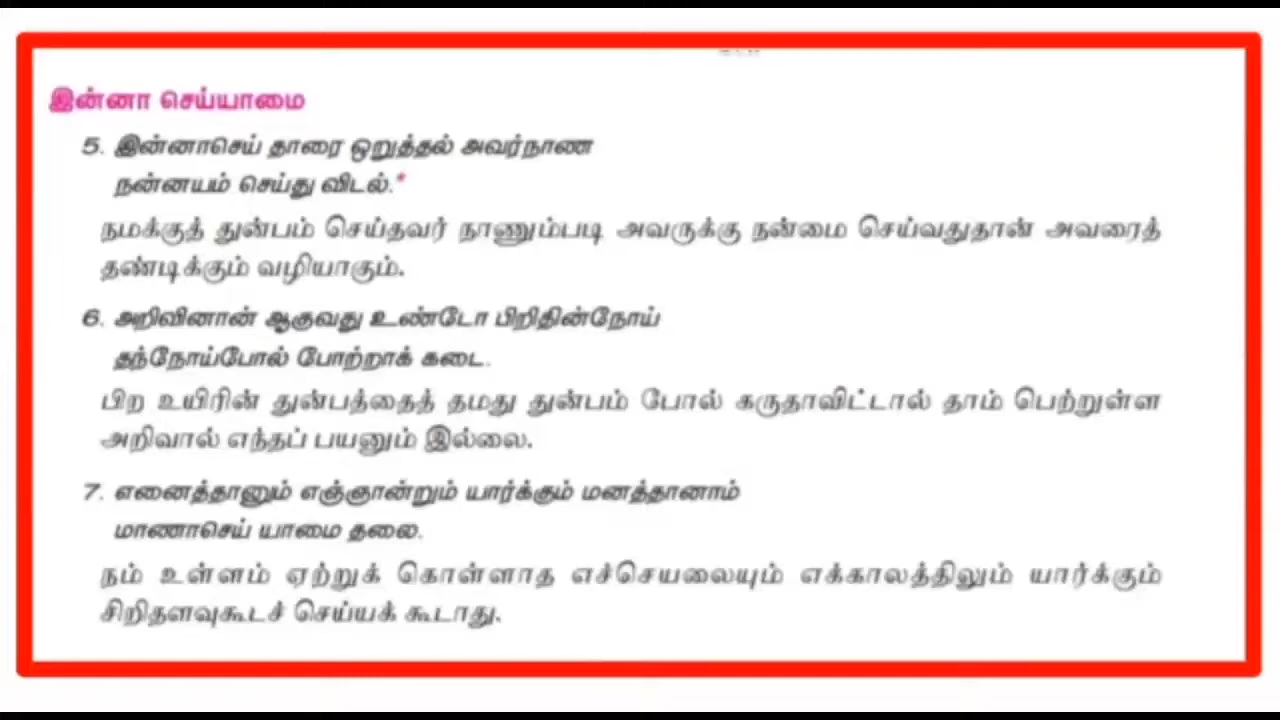 இன்னா செய்யாமை
5. இன்னாசெய் தாரை ஒறுத்தல் அவர்நாண
நன்னயம் செய்து விடல்.*
நமக்குத் துன்பம் செய்தவர் நாணும்படி அவருக்கு நன்மை செய்வதுதான் அவரைத்
தண்டிக்கும் வழியாகும்.
6. அறிவினான் ஆகுவது உண்டோ பிறிதின்நோய்
தந்நோய்போல் போற்றாக் கடை.
பிற உயிரின் துன்பத்தைத் தமது துன்பம் போல் கருதாவிட்டால் தாம் பெற்றுள்ள
அறிவால் எந்தப் பயனும் இல்லை.
7. எனைத்தானும் எஞ்ஞான்றும் யார்க்கும் மனத்தானாம்
மாணாசெய் யாமை தலை.
நம் உள்ளம் ஏற்றுக் கொள்ளாத எச்செயலையும் எக்காலத்திலும் யார்க்கும்
சிறிதளவுகூடச் செய்யக் கூடாது.